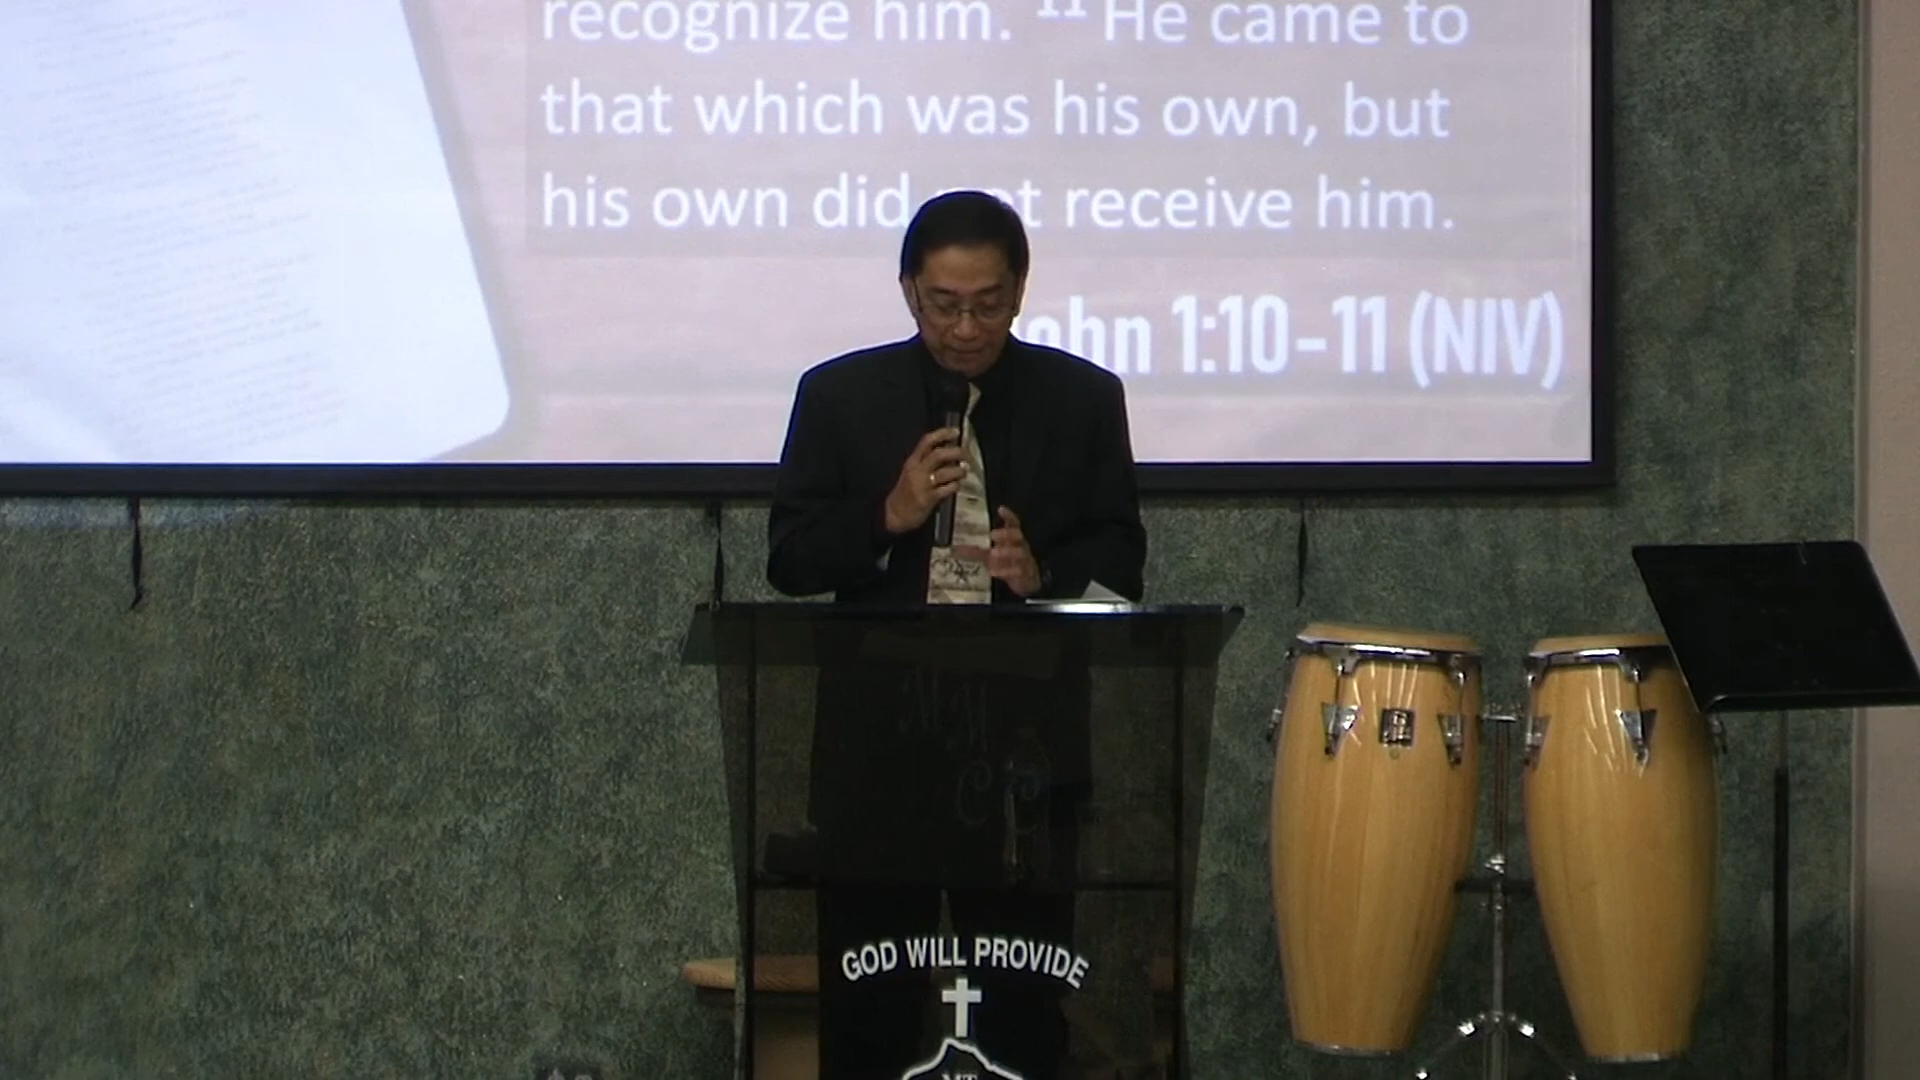 recognize him. ¹¹ He came to
that which was his own, but
his own did receive him.
1:10-11 (NIV)
GOD WILL PROVIDE
MT